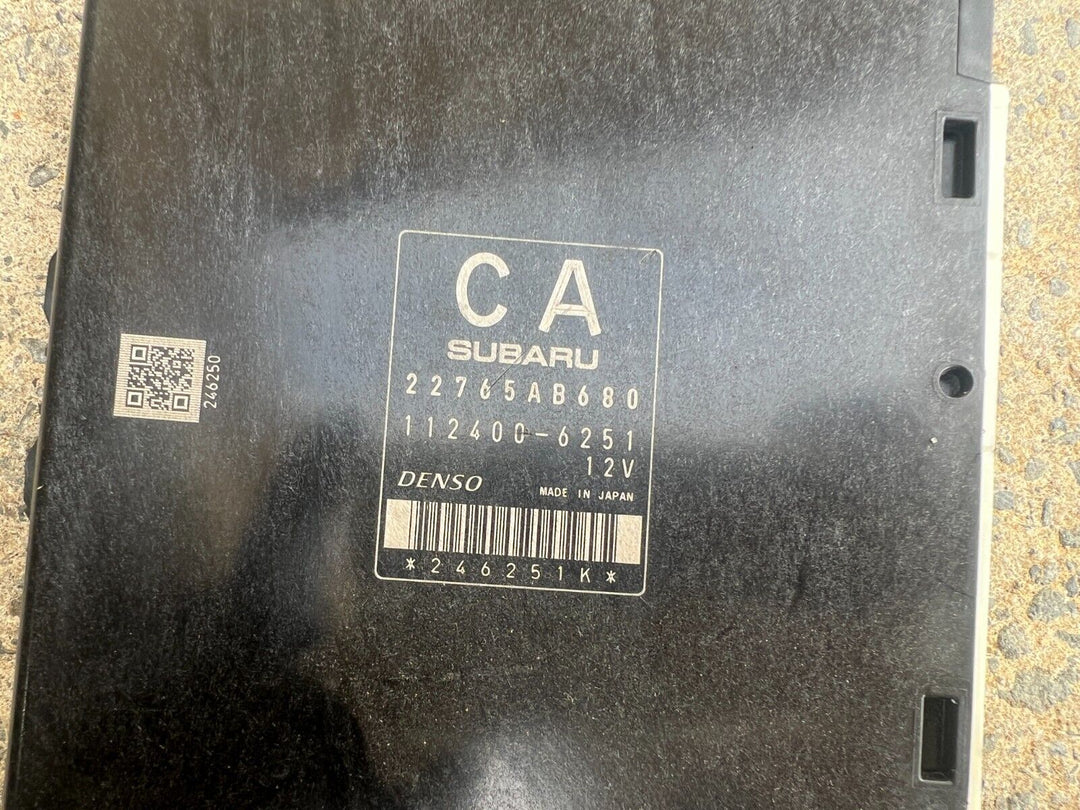 CA
SUBARU
22765AB680
112400-6251
12V
DENSO MADE IN JAPAN
*246251K*
246250